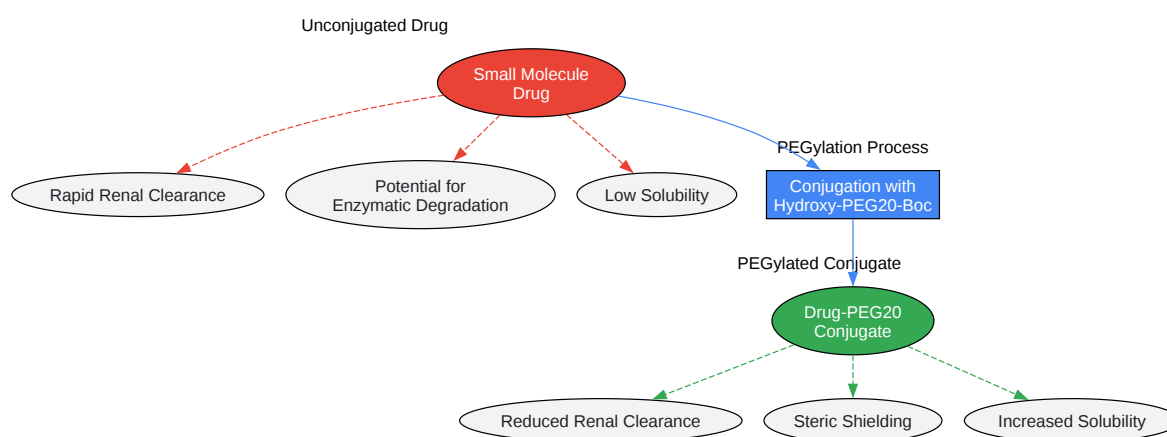 Unconjugated Drug
Small Molecule
Drug
PEGylation Process
Rapid Renal Clearance
Potential for
Enzymatic Degradation
Low Solubility
Conjugation with
Hydroxy-PEG20-Boc
PEGylated Conjugate
Drug-PEG20
Conjugate
Reduced Renal Clearance
Steric Shielding
Increased Solubility